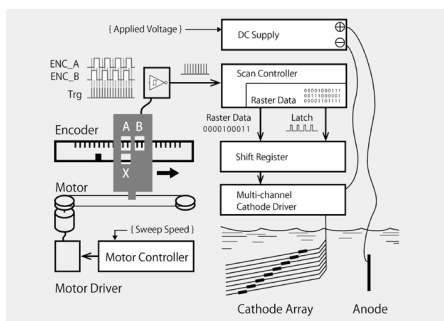 { Applied Voltage }
DC Supply
ENC_A
ENC_B
Trg
Scan Controller
00001000111
00111000001
00001101111
Raster Data
Raster Data
0000100011
Latch
Encoder
A B
X
Shift Register
Motor
Multi-channel
Cathode Driver
{ Sweep Speed }
Motor Controller
Motor Driver
Cathode Array
Anode